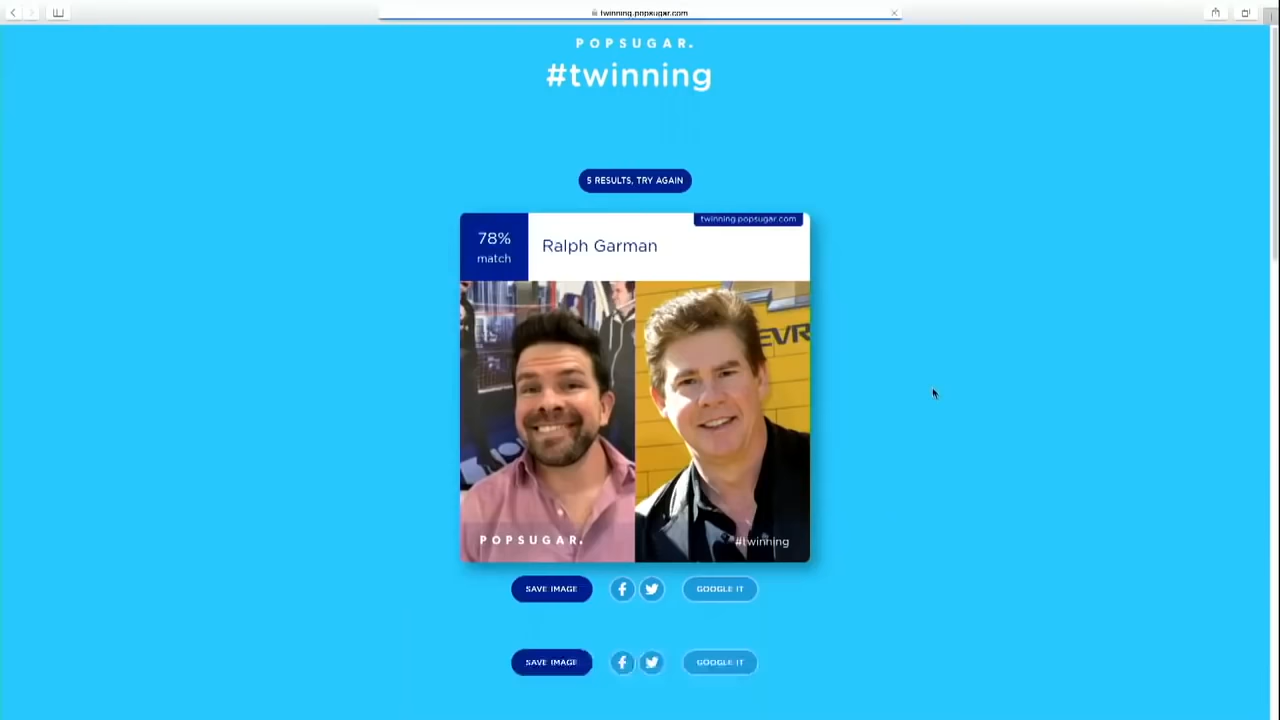 twinning.popsugar.com
POPSUGAR.
#twinning
5 RESULTS, TRY AGAIN
twinning.popsugar.com
78%
match
Ralph Garman
EVR
POPSUGAR.
#twinning
SAVE IMAGE
GOOGLE IT
SAVE IMAGE
GOOGLE IT